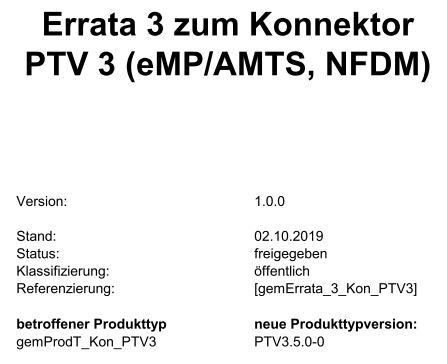 Errata 3 zum Konnektor
PTV 3 (eMP/AMTS, NFDM)
Version: 1.0.0
Stand: 02.10.2019
Status: freigegeben
Klassifizierung: öffentlich
Referenzierung: [gemErrata_3_Kon_PTV3]
betroffener Produkttyp neue Produkttypversion:
gemProdT_Kon_PTV3 PTV3.5.0-0